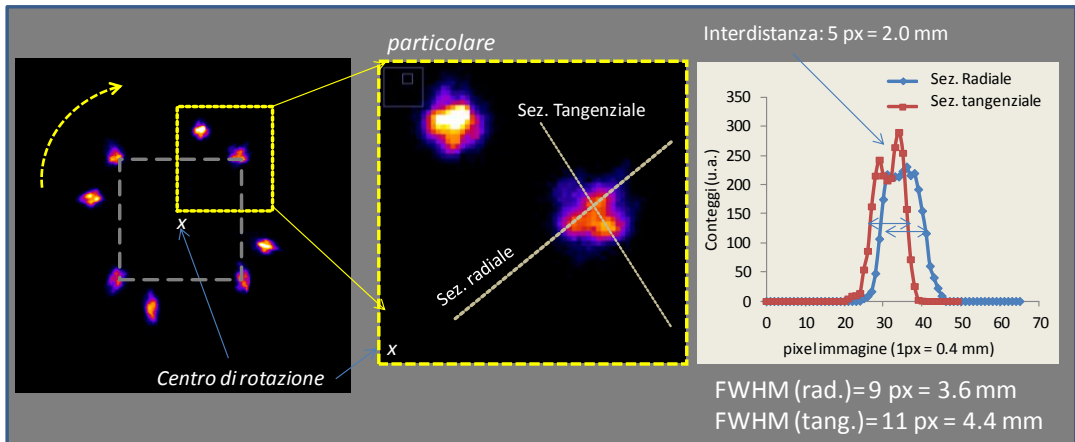 particolare
Interdistanza: 5 px = 2.0 mm
Sez. Tangenziale
Sez. radiale
x
x
Centro di rotazione
Sez. Radiale
Sez. tangenziale
Conteggi (u.a.)
350
300
250
200
150
100
50
0
0 10 20 30 40 50 60 70
pixel immagine (1px = 0.4 mm)
FWHM (rad.)= 9 px = 3.6 mm
FWHM (tang.)= 11 px = 4.4 mm